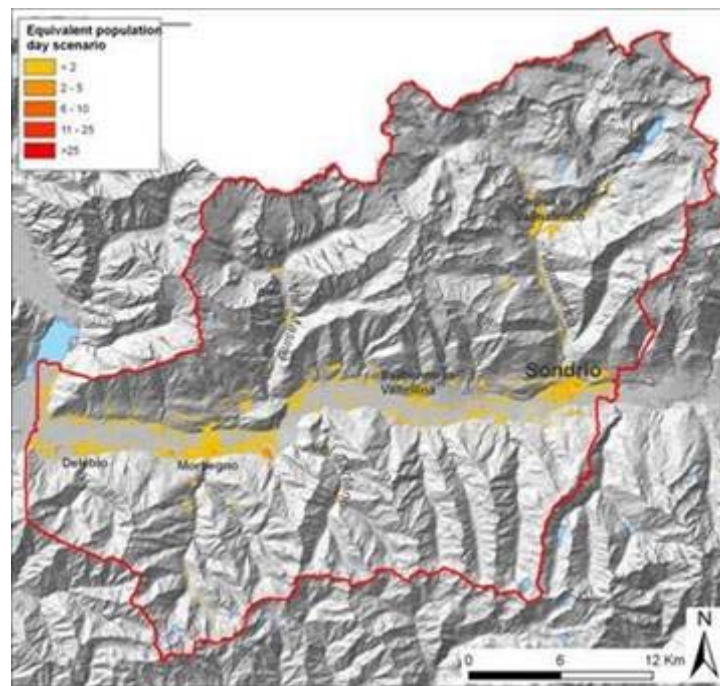 Equivalent population
day scenario
< 2
2 - 5
6 - 10
11 - 25
>25
Sondrio
Valtellina
Delebio
Morbegno
N
0 6 12 Km